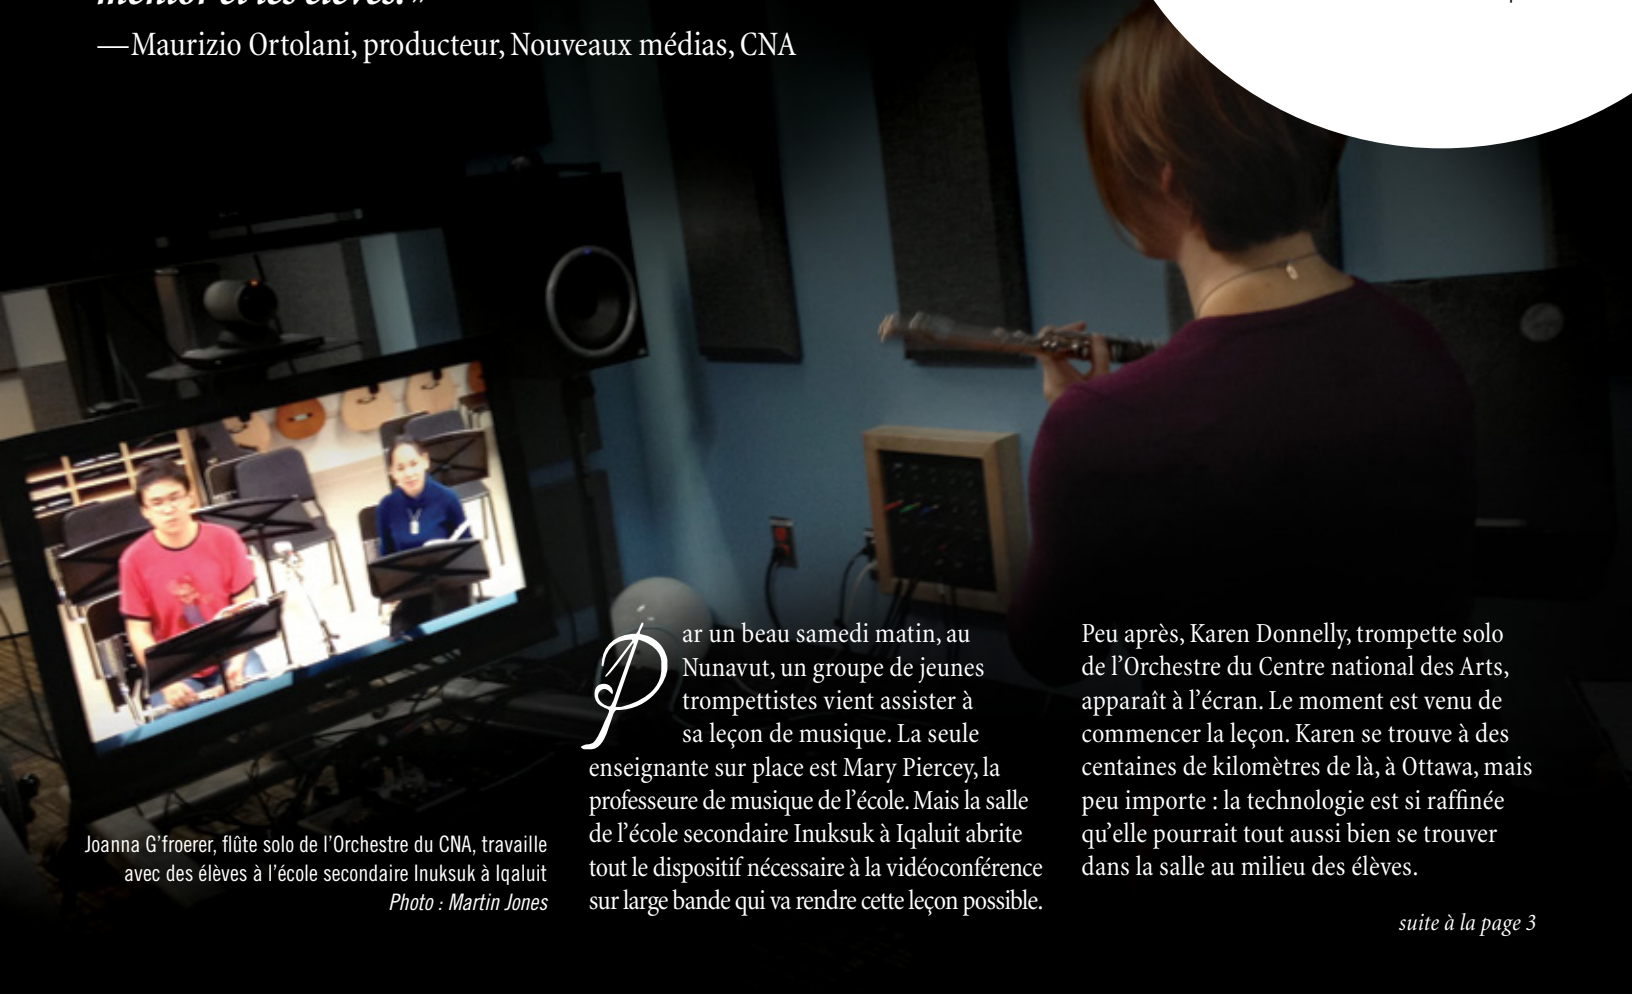 mentor et les élèves. »
—Maurizio Ortolani, producteur, Nouveaux médias, CNA
Par un beau samedi matin, au
Nunavut, un groupe de jeunes
trompettistes vient assister à
sa leçon de musique. La seule
enseignante sur place est Mary Piercey, la
professeure de musique de l’école. Mais la salle
de l’école secondaire Inuksuk à Iqaluit abrite
tout le dispositif nécessaire à la vidéoconférence
sur large bande qui va rendre cette leçon possible.
Peu après, Karen Donnelly, trompette solo
de l’Orchestre du Centre national des Arts,
apparaît à l’écran. Le moment est venu de
commencer la leçon. Karen se trouve à des
centaines de kilomètres de là, à Ottawa, mais
peu importe : la technologie est si raffinée
qu’elle pourrait tout aussi bien se trouver
dans la salle au milieu des élèves.
suite à la page 3
Joanna G’froerer, flûte solo de l’Orchestre du CNA, travaille
avec des élèves à l’école secondaire Inuksuk à Iqaluit
Photo : Martin Jones